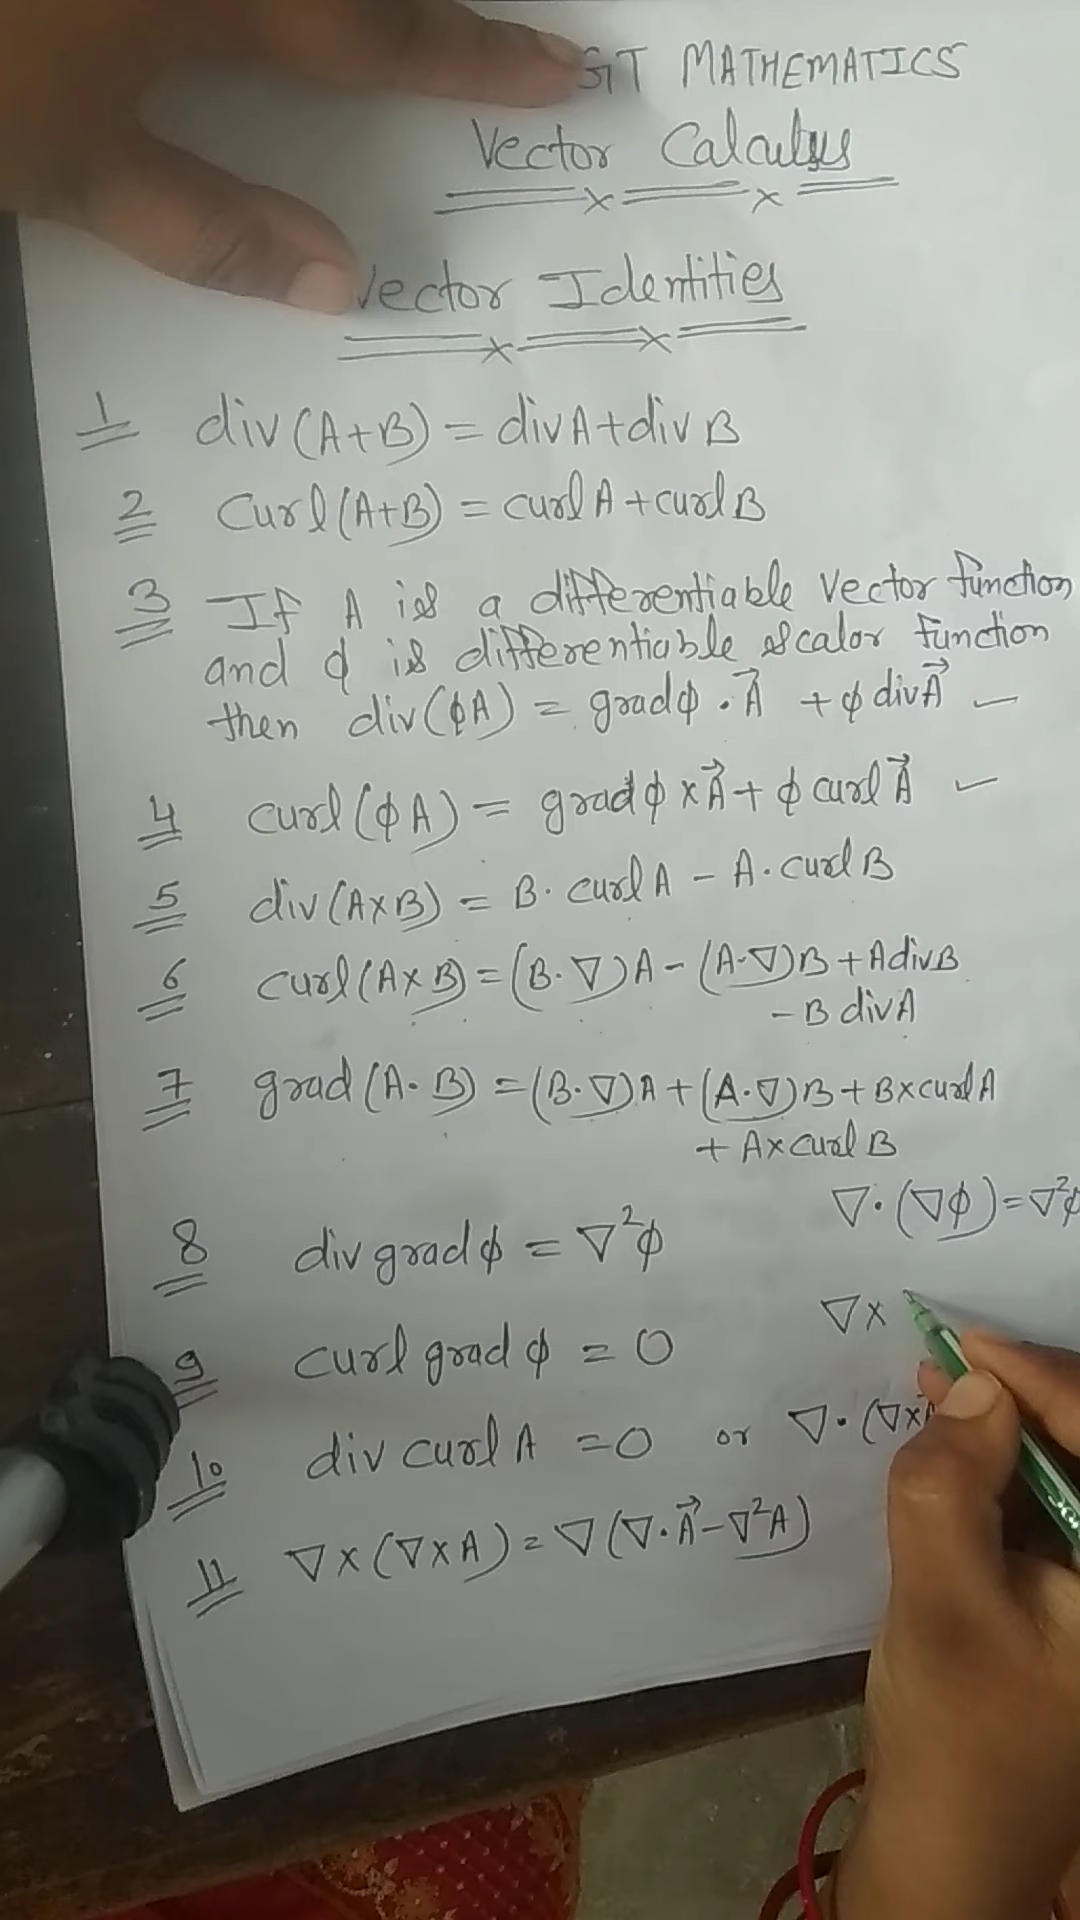 GT MATHEMATICS
Vector Calculus
Vector Identities
1 div(A+B) = divA+div B
2 Curl(A+B) = curl A + curl B
3 If A is a differentiable vector function
and ϕ is differentiable scalar function
then div(ϕA) = gradϕ · A⃗ + ϕ div A⃗ –
4 curl(ϕA) = grad ϕ × A⃗ + ϕ curl A⃗ –
5 div(A×B) = B· curl A – A· curl B
6 curl(A×B) = (B·∇)A – (A·∇)B + A div B
– B div A
7 grad(A·B) = (B·∇)A + (A·∇)B + B×curl A
+ A×curl B
∇·(∇ϕ) = ∇²ϕ
8 div grad ϕ = ∇²ϕ
∇×
9 curl grad ϕ = 0
10 div curl A = 0 or ∇·(∇×
11 ∇×(∇×A) = ∇(∇·A⃗ – ∇²A)